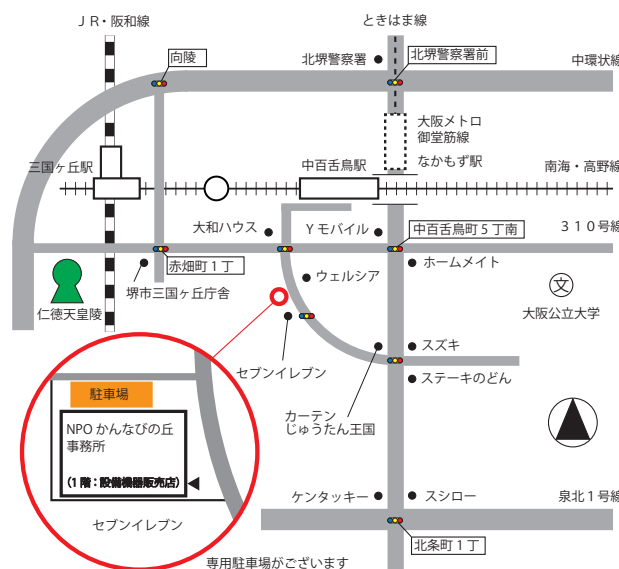 JR・阪和線
ときはま線
北堺警察署
向陵
北堺警察署前
中環状線
大阪メトロ
御堂筋線
なかもず駅
三国ヶ丘駅
中百舌鳥駅
南海・高野線
大和ハウス
Yモバイル
中百舌鳥町5丁南
310号線
赤畑町1丁
堺市三国ヶ丘庁舎
ウェルシア
ホームメイト
文
大阪公立大学
仁徳天皇陵
セブンイレブン
スズキ
ステーキのどん
カーテン
じゅうたん王国
駐車場
NPOかんなびの丘
事務所
(1階:設備機器販売店)
セブンイレブン
ケンタッキー
スシロー
泉北1号線
北条町1丁
専用駐車場がございます